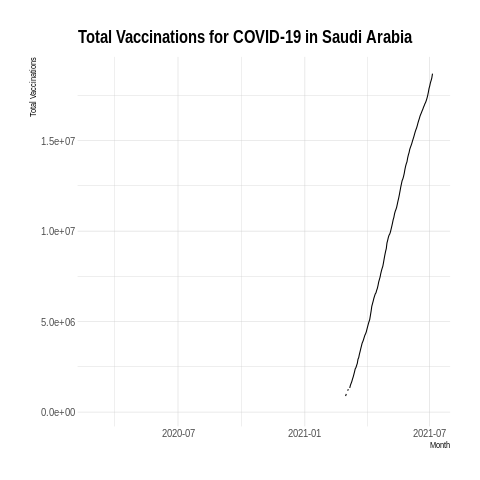 Total Vaccinations for COVID-19 in Saudi Arabia
Total Vaccinations
1.5e+07
1.0e+07
5.0e+06
0.0e+00
2020-07 2021-01 2021-07
Month